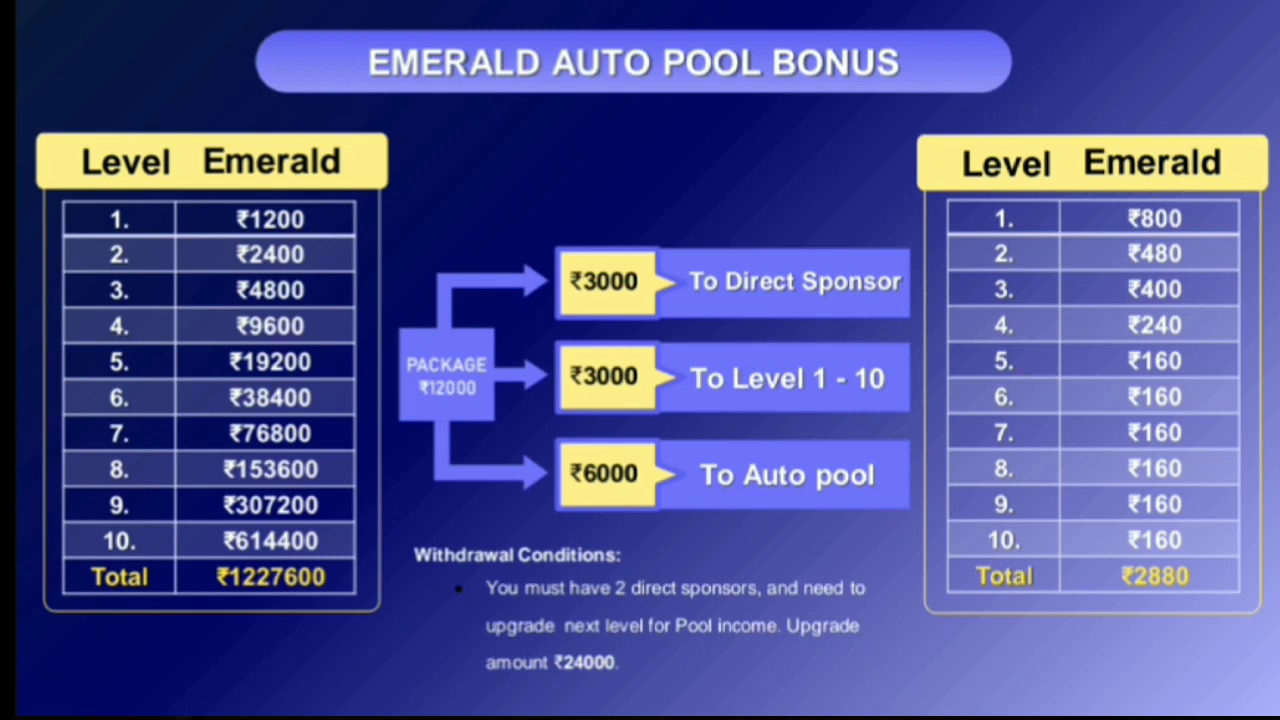 EMERALD AUTO POOL BONUS
Level Emerald
1. ₹1200
2. ₹2400
3. ₹4800
4. ₹9600
5. ₹19200
6. ₹38400
7. ₹76800
8. ₹153600
9. ₹307200
10. ₹614400
Total ₹1227600
PACKAGE
₹12000
₹3000 To Direct Sponsor
₹3000 To Level 1 - 10
₹6000 To Auto pool
Withdrawal Conditions:
• You must have 2 direct sponsors, and need to
upgrade next level for Pool income. Upgrade
amount ₹24000.
Level Emerald
1. ₹800
2. ₹480
3. ₹400
4. ₹240
5. ₹160
6. ₹160
7. ₹160
8. ₹160
9. ₹160
10. ₹160
Total ₹2880